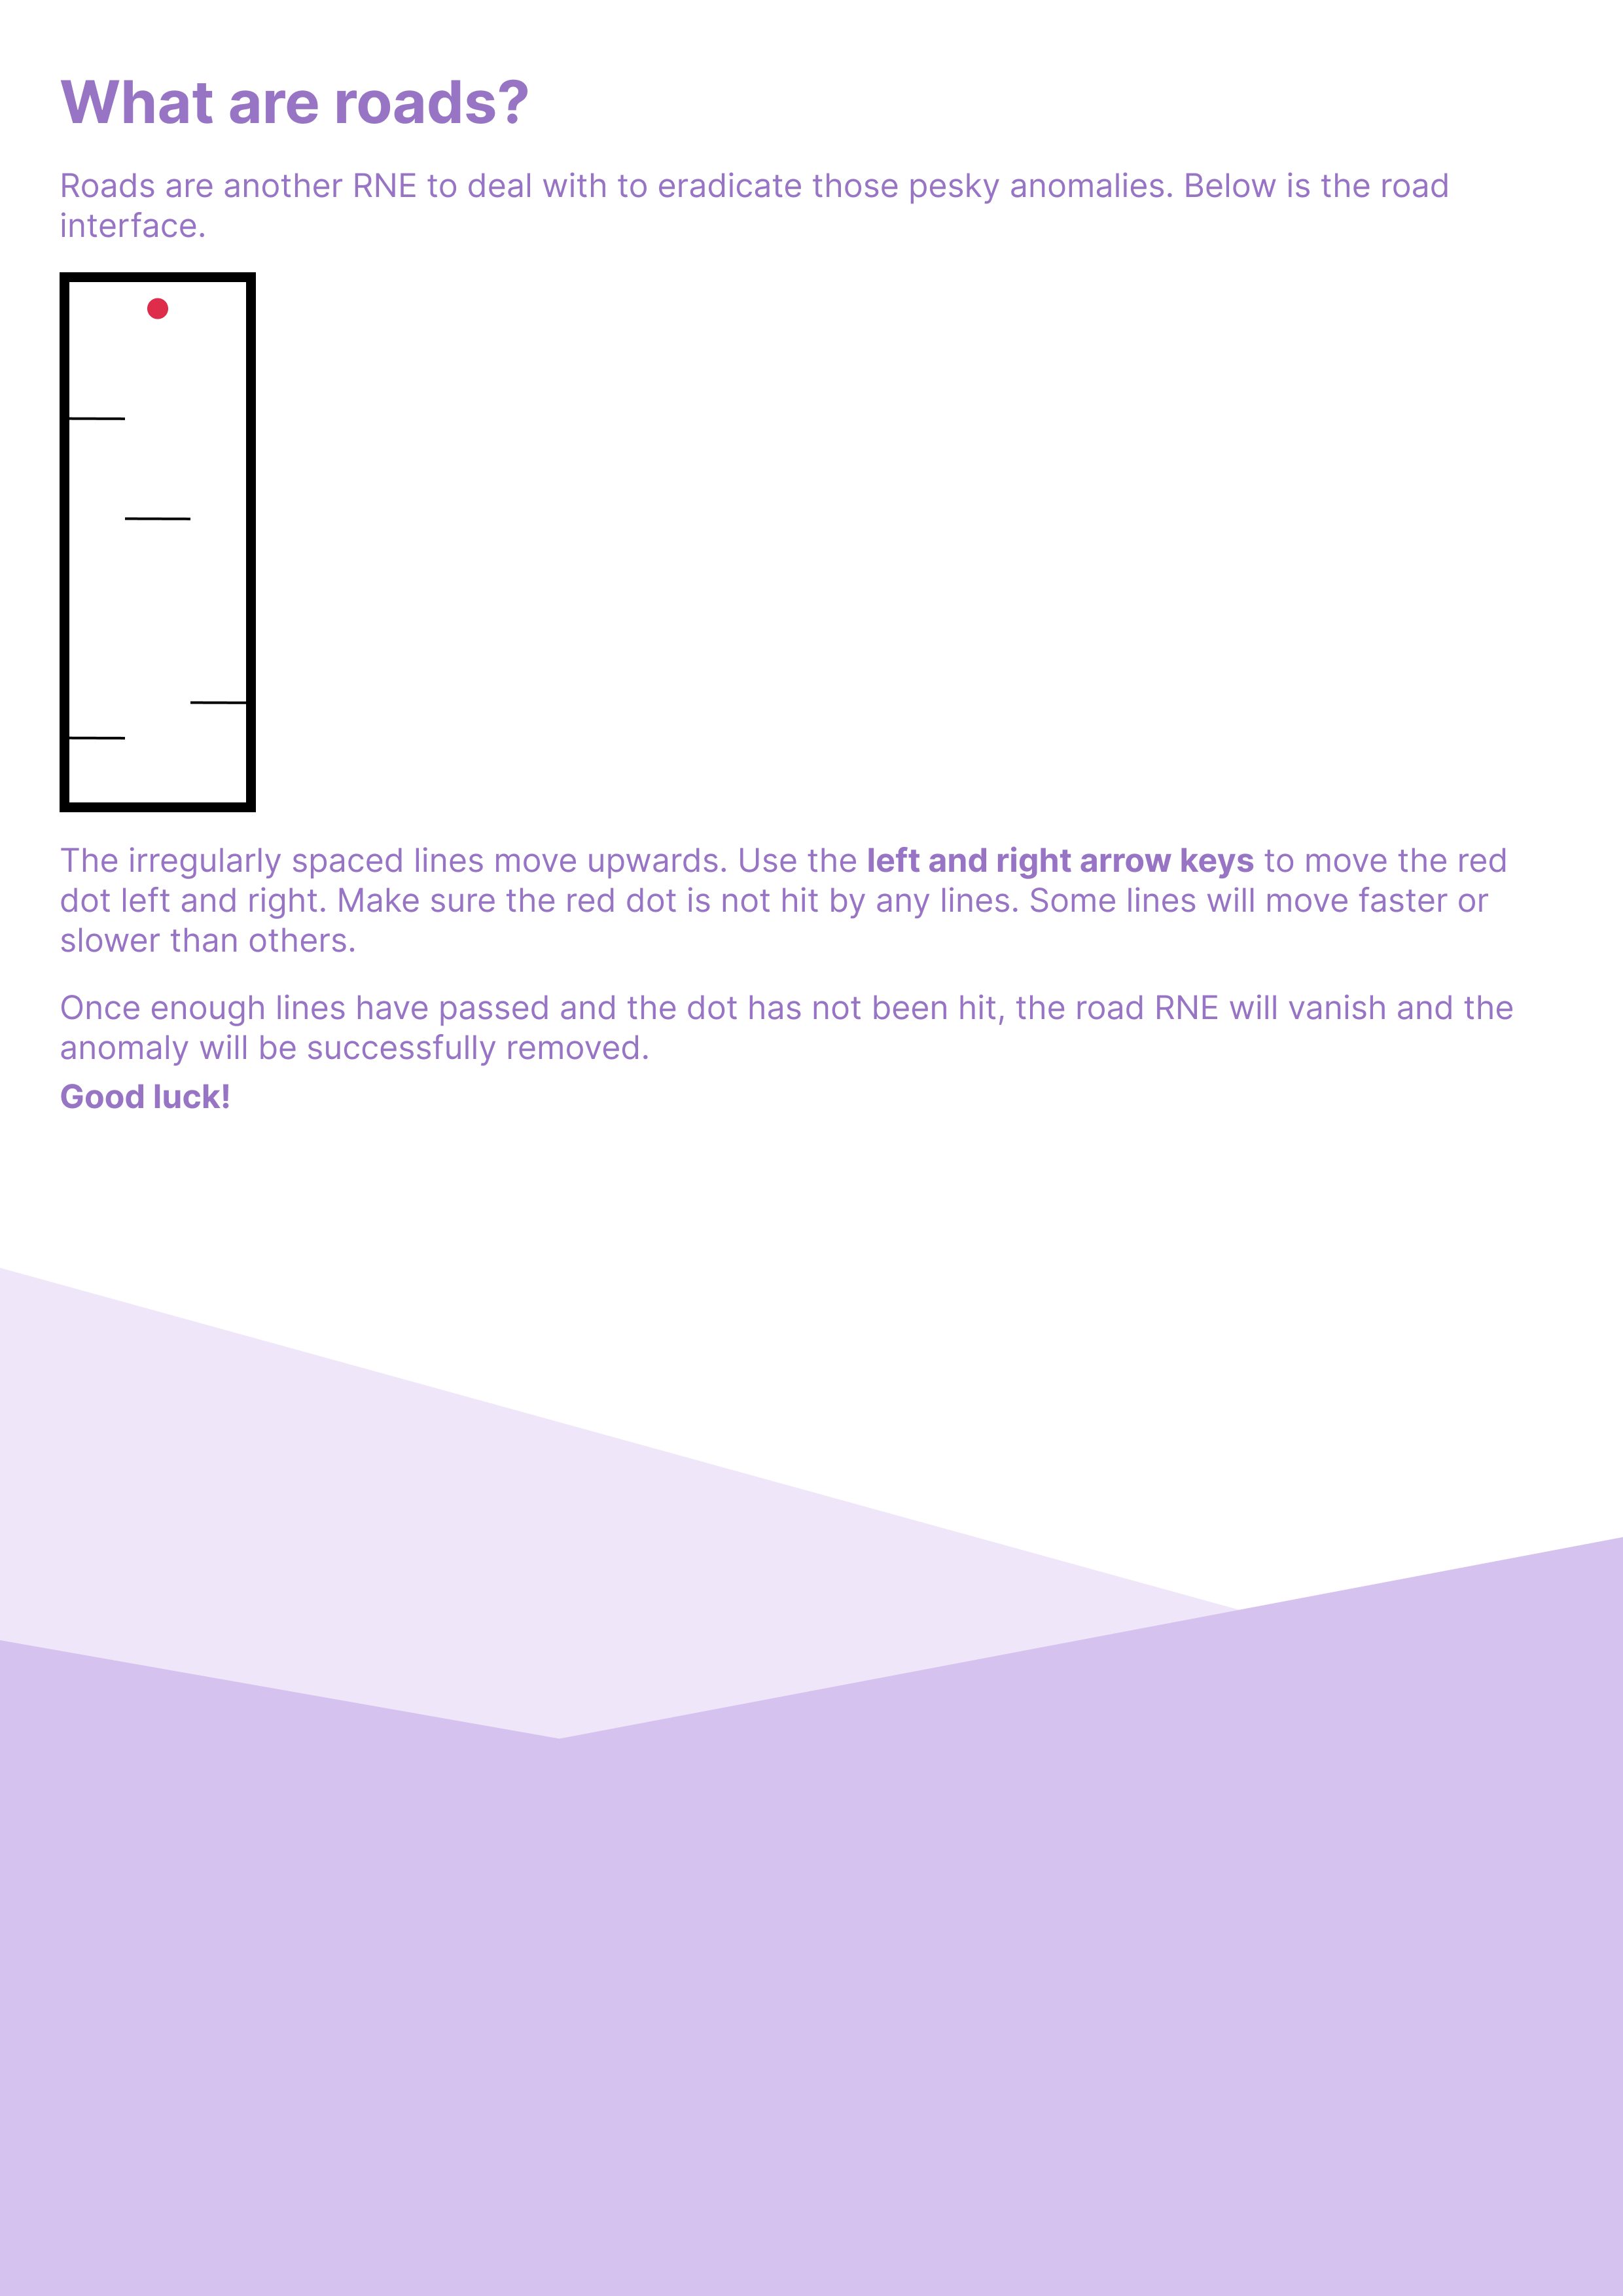 What are roads?
Roads are another RNE to deal with to eradicate those pesky anomalies. Below is the road
interface.
The irregularly spaced lines move upwards. Use the left and right arrow keys to move the red
dot left and right. Make sure the red dot is not hit by any lines. Some lines will move faster or
slower than others.
Once enough lines have passed and the dot has not been hit, the road RNE will vanish and the
anomaly will be successfully removed.
Good luck!